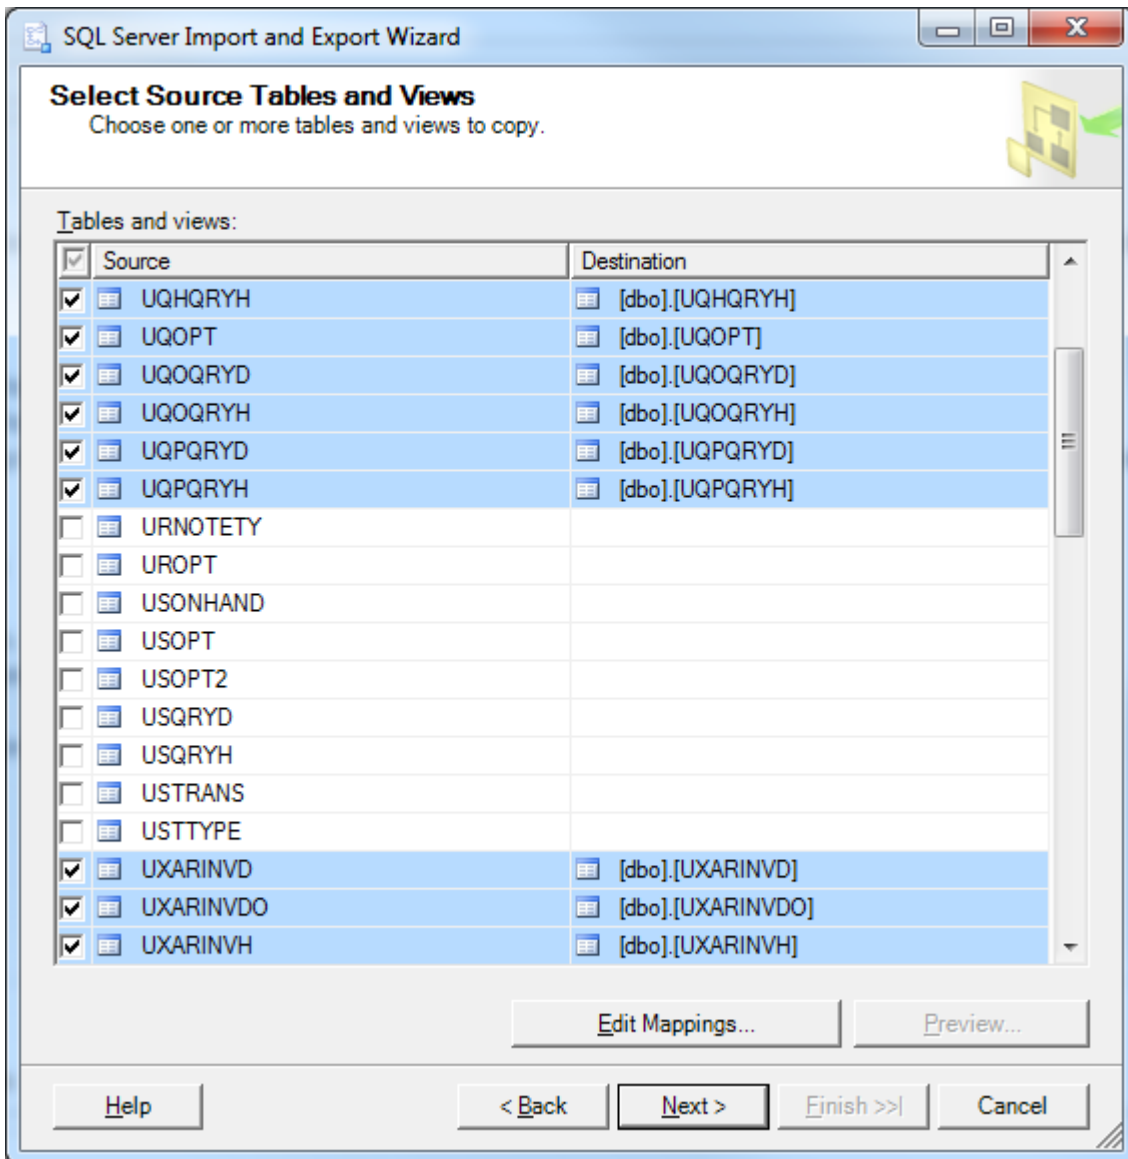 SQL Server Import and Export Wizard
Select Source Tables and Views
Choose one or more tables and views to copy.
Tables and views:
Source Destination
UQHQRYH [dbo].[UQHQRYH]
UQOPT [dbo].[UQOPT]
UQOQRYD [dbo].[UQOQRYD]
UQOQRYH [dbo].[UQOQRYH]
UQPQRYD [dbo].[UQPQRYD]
UQPQRYH [dbo].[UQPQRYH]
URNOTETY
UROPT
USONHAND
USOPT
USOPT2
USQRYD
USQRYH
USTRANS
USTTYPE
UXARINVD [dbo].[UXARINVD]
UXARINVDO [dbo].[UXARINVDO]
UXARINVH [dbo].[UXARINVH]
Edit Mappings... Preview...
Help < Back Next > Finish >>| Cancel